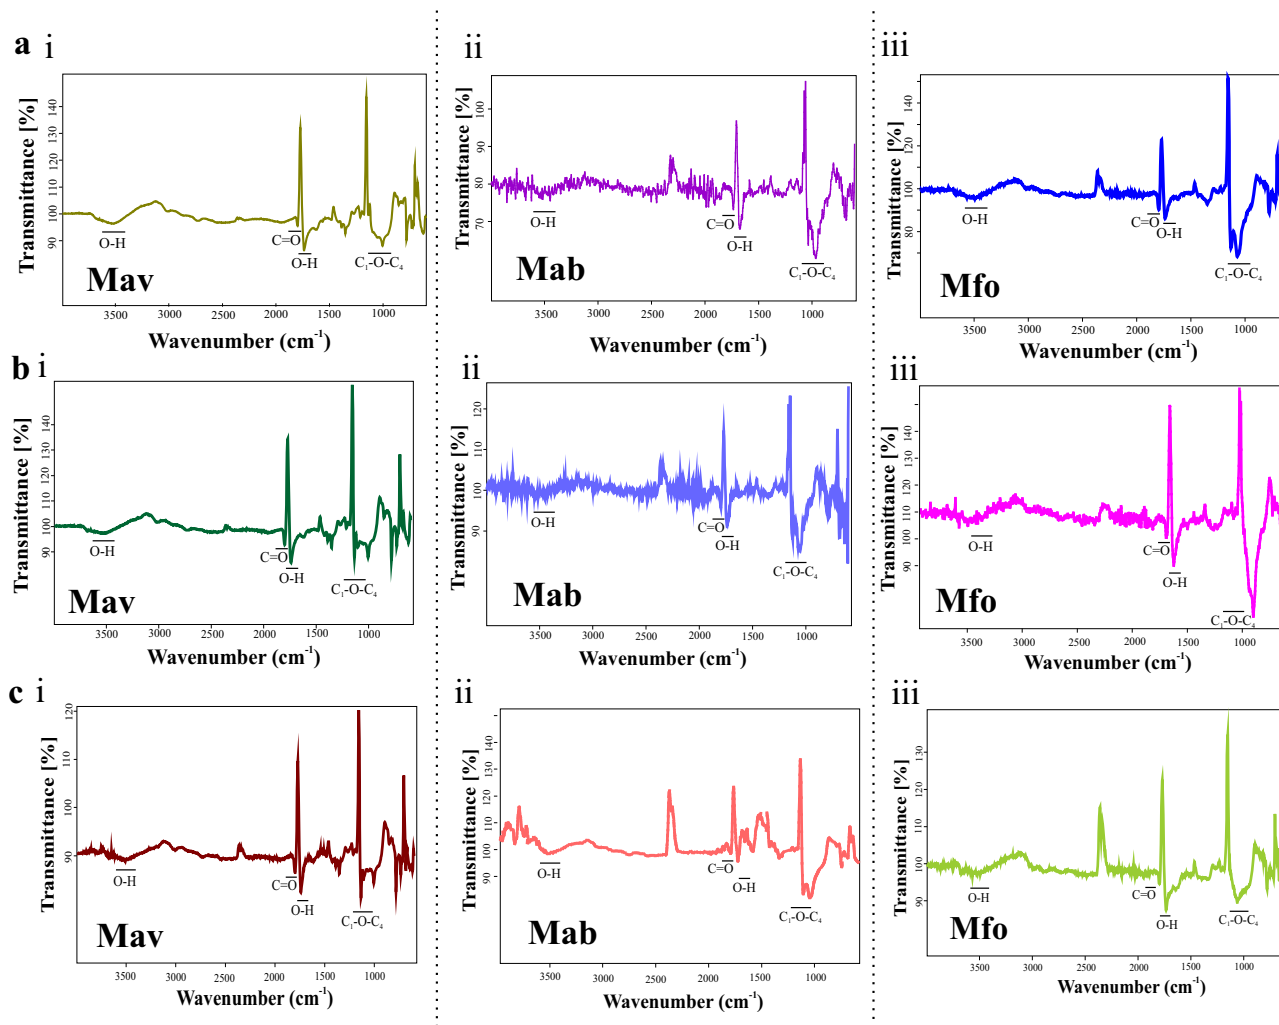 a i
Transmittance [%]
140
130
120
110
100
90
O-H
C=O
O-H
C₁-O-C₄
Mav
3500 3000 2500 2000 1500 1000
Wavenumber (cm⁻¹)
ii
Transmittance [%]
100
90
80
70
O-H
C=O
O-H
C₁-O-C₄
Mab
4000 3500 3000 2500 2000 1500 1000
Wavenumber (cm⁻¹)
iii
Transmittance [%]
140
120
100
80
O-H
C=O
O-H
C₁-O-C₄
Mfo
3500 3000 2500 2000 1500 1000
Wavenumber (cm⁻¹)
b i
Transmittance [%]
140
130
120
110
100
90
O-H
C=O
O-H
C₁-O-C₄
Mav
3500 3000 2500 2000 1500 1000
Wavenumber (cm⁻¹)
ii
Transmittance [%]
120
110
100
90
O-H
C=O
O-H
C₁-O-C₄
Mab
3500 3000 2500 2000 1500 1000
Wavenumber (cm⁻¹)
iii
Transmittance [%]
150
140
130
110
100
90
O-H
C=O
O-H
C₁-O-C₄
Mfo
3500 3000 2500 2000 1500 1000
Wavenumber (cm⁻¹)
c i
Transmittance [%]
120
110
100
90
O-H
C=O
O-H
C₁-O-C₄
Mav
3500 3000 2500 2000 1500 1000
Wavenumber (cm⁻¹)
ii
Transmittance [%]
140
130
120
110
100
90
O-H
C=O
O-H
C₁-O-C₄
Mab
3500 3000 2500 2000 1500 1000
Wavenumber (cm⁻¹)
iii
Transmittance [%]
130
120
110
100
90
O-H
C=O
O-H
C₁-O-C₄
Mfo
3500 3000 2500 2000 1500 1000
Wavenumber (cm⁻¹)